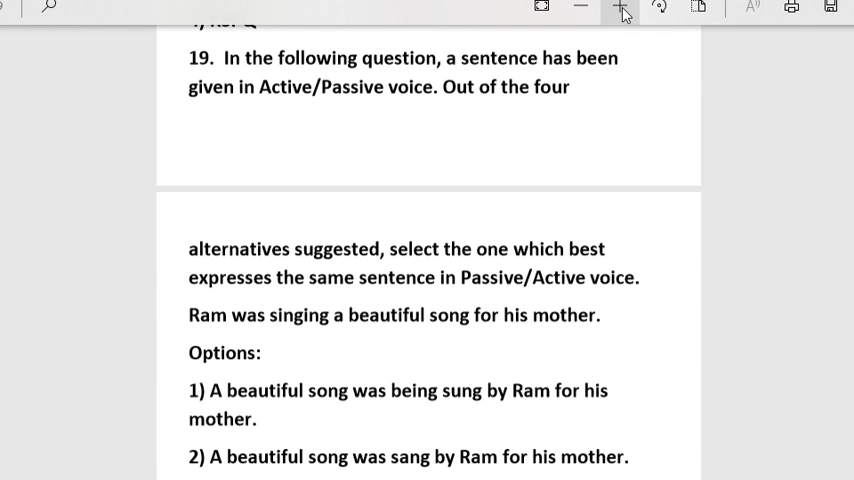 19. In the following question, a sentence has been
given in Active/Passive voice. Out of the four
alternatives suggested, select the one which best
expresses the same sentence in Passive/Active voice.
Ram was singing a beautiful song for his mother.
Options:
1) A beautiful song was being sung by Ram for his
mother.
2) A beautiful song was sang by Ram for his mother.